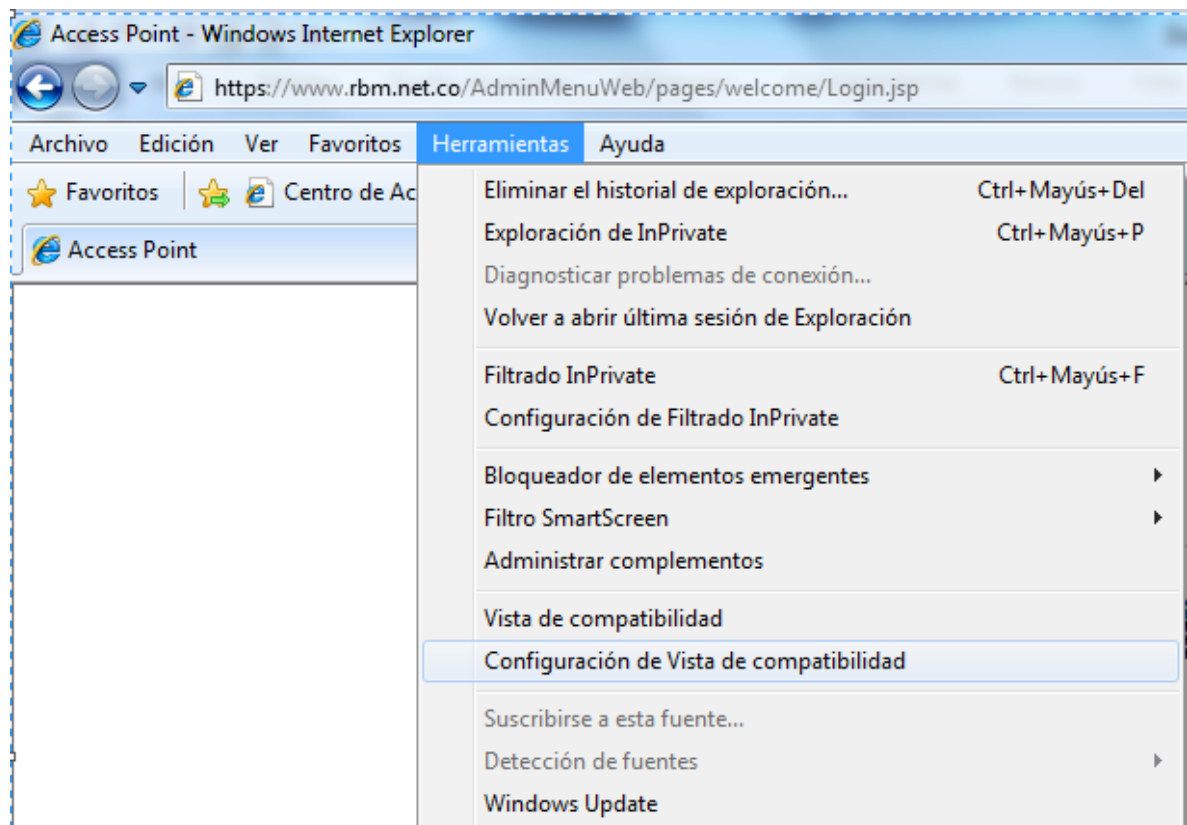 Access Point - Windows Internet Explorer
https://www.rbm.net.co/AdminMenuWeb/pages/welcome/Login.jsp
Archivo Edición Ver Favoritos Herramientas Ayuda
Favoritos Centro de Ac
Access Point
Eliminar el historial de exploración... Ctrl+Mayús+Del
Exploración de InPrivate Ctrl+Mayús+P
Diagnosticar problemas de conexión...
Volver a abrir última sesión de Exploración
Filtrado InPrivate Ctrl+Mayús+F
Configuración de Filtrado InPrivate
Bloqueador de elementos emergentes
Filtro SmartScreen
Administrar complementos
Vista de compatibilidad
Configuración de Vista de compatibilidad
Suscribirse a esta fuente...
Detección de fuentes
Windows Update